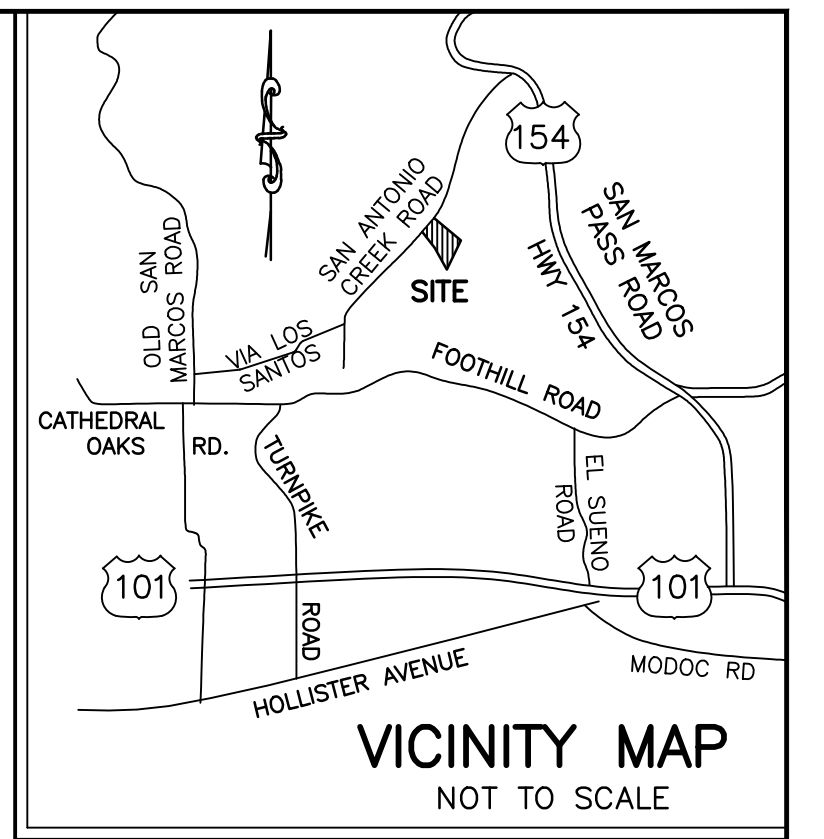 154
SAN MARCOS
PASS ROAD
HWY 154
SAN ANTONIO
CREEK ROAD
SITE
OLD SAN
MARCOS ROAD
VIA LOS
SANTOS
FOOTHILL ROAD
CATHEDRAL
OAKS RD.
TURNPIKE
ROAD
EL SUENO
ROAD
101
101
HOLLISTER AVENUE
MODOC RD
VICINITY MAP
NOT TO SCALE